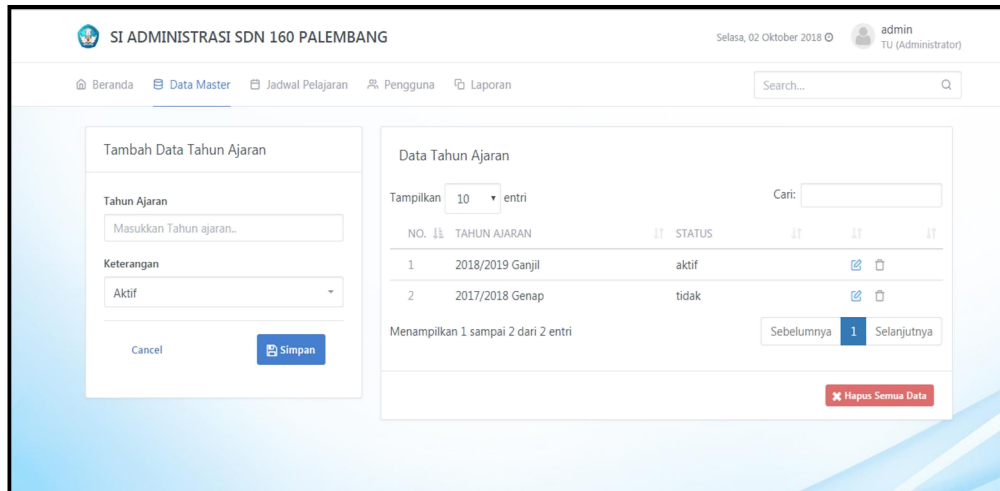 SI ADMINISTRASI SDN 160 PALEMBANG
Selasa, 02 Oktober 2018
admin
TU (Administrator)
Beranda Data Master Jadwal Pelajaran Pengguna Laporan
Search...
Tambah Data Tahun Ajaran
Tahun Ajaran
Masukkan Tahun ajaran..
Keterangan
Aktif
Cancel Simpan
Data Tahun Ajaran
Tampilkan 10 entri
Cari:
NO. TAHUN AJARAN STATUS
1 2018/2019 Ganjil aktif
2 2017/2018 Genap tidak
Menampilkan 1 sampai 2 dari 2 entri
Sebelumnya 1 Selanjutnya
Hapus Semua Data